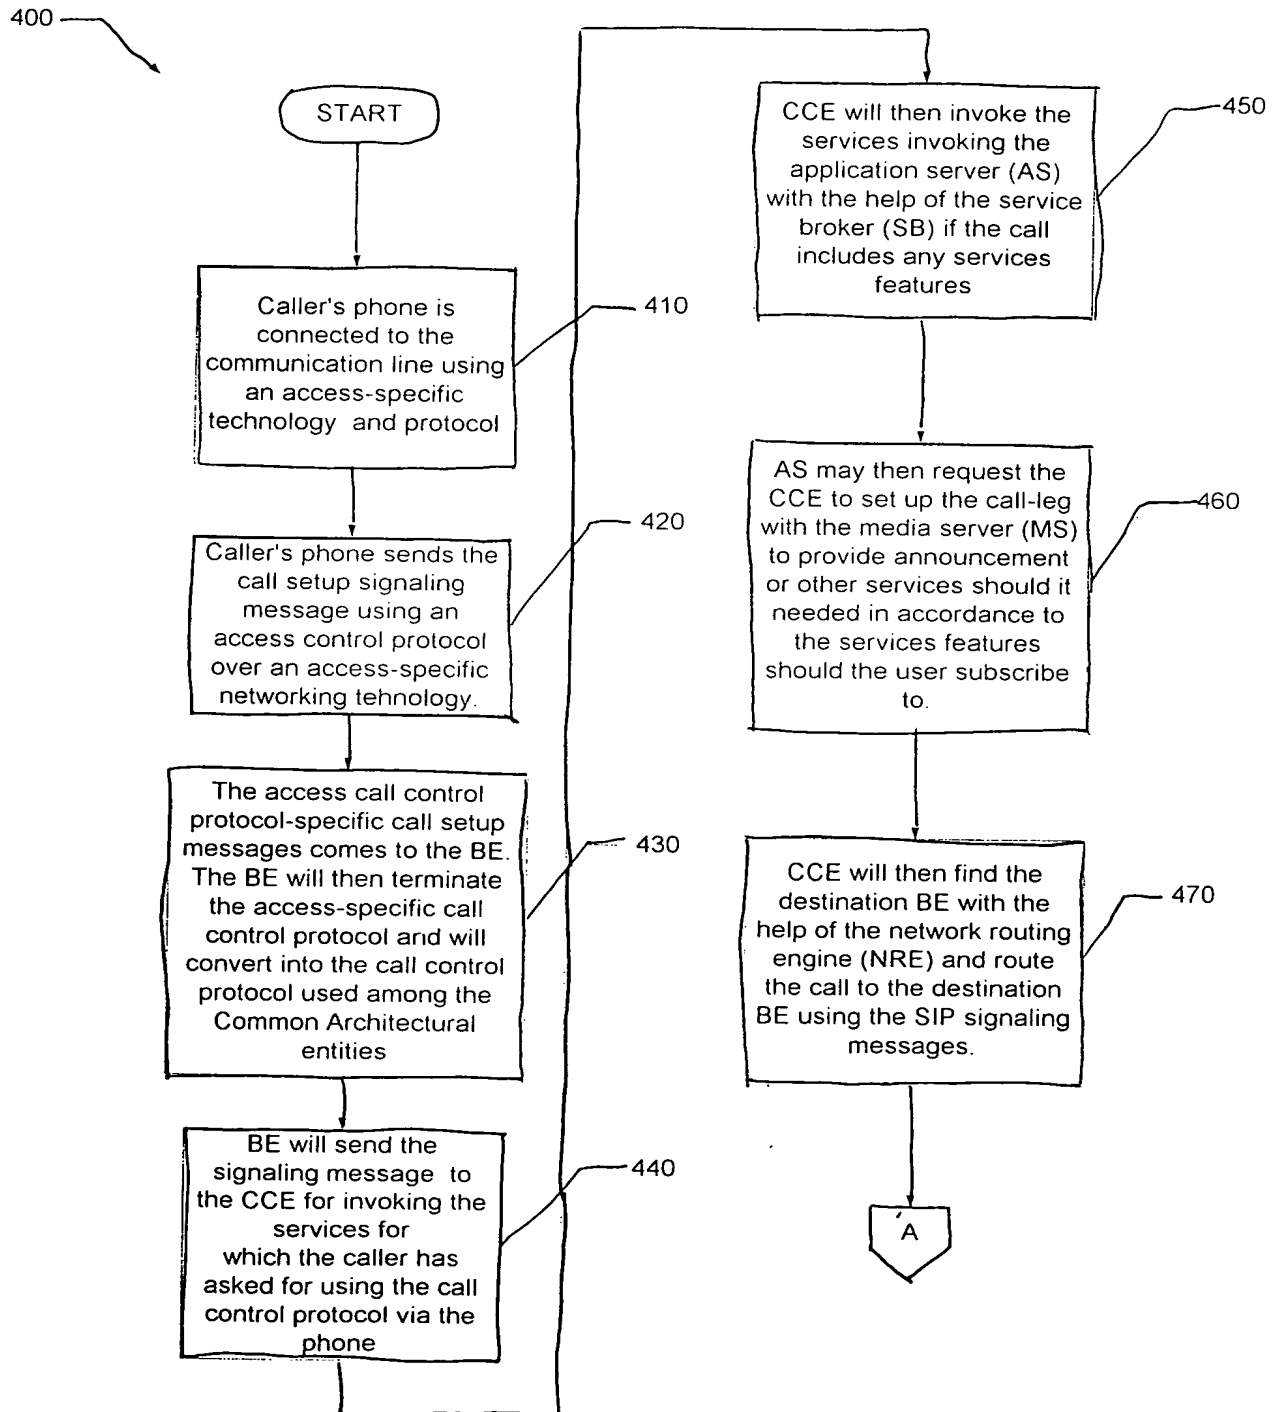 400
START
Caller's phone is
connected to the
communication line using
an access-specific
technology and protocol
410
Caller's phone sends the
call setup signaling
message using an
access control protocol
over an access-specific
networking tehnology.
420
The access call control
protocol-specific call setup
messages comes to the BE.
The BE will then terminate
the access-specific call
control protocol and will
convert into the call control
protocol used among the
Common Architectural
entities
430
BE will send the
signaling message to
the CCE for invoking the
services for
which the caller has
asked for using the call
control protocol via the
phone
440
CCE will then invoke the
services invoking the
application server (AS)
with the help of the service
broker (SB) if the call
includes any services
features
450
AS may then request the
CCE to set up the call-leg
with the media server (MS)
to provide announcement
or other services should it
needed in accordance to
the services features
should the user subscribe
to.
460
CCE will then find the
destination BE with the
help of the network routing
engine (NRE) and route
the call to the destination
BE using the SIP signaling
messages.
470
A